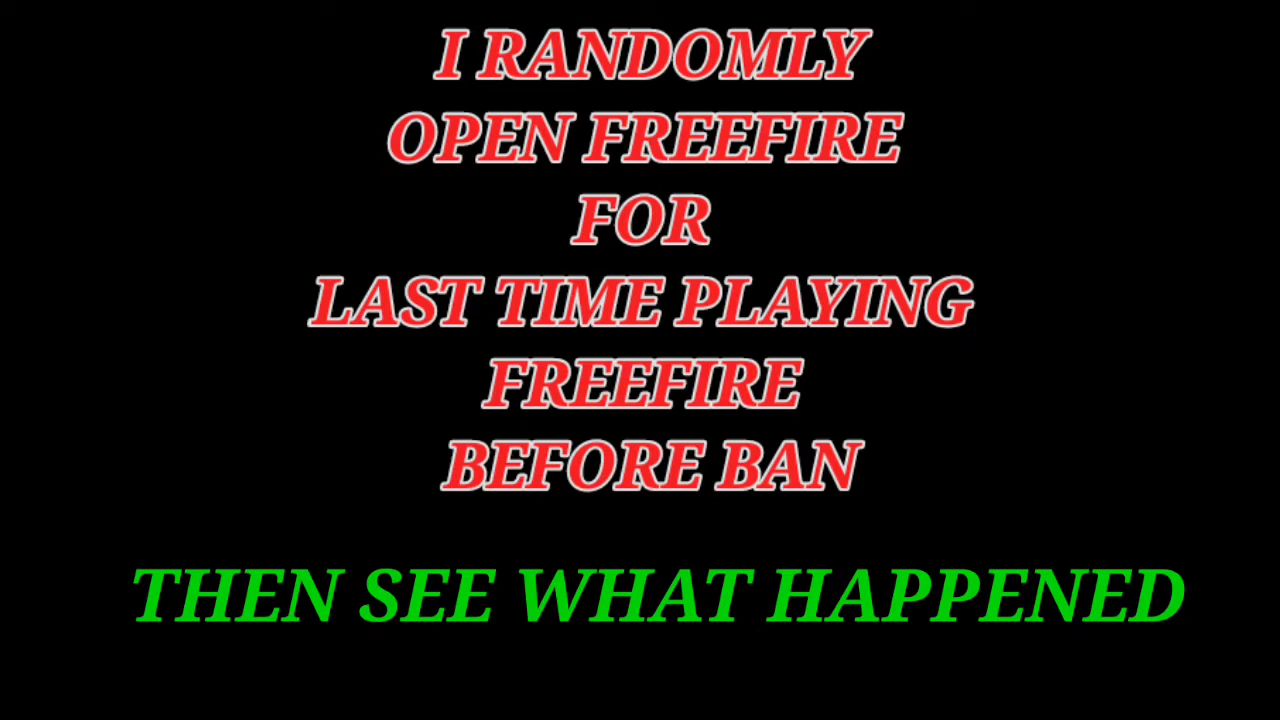 I RANDOMLY
OPEN FREEFIRE
FOR
LAST TIME PLAYING
FREEFIRE
BEFORE BAN
THEN SEE WHAT HAPPENED